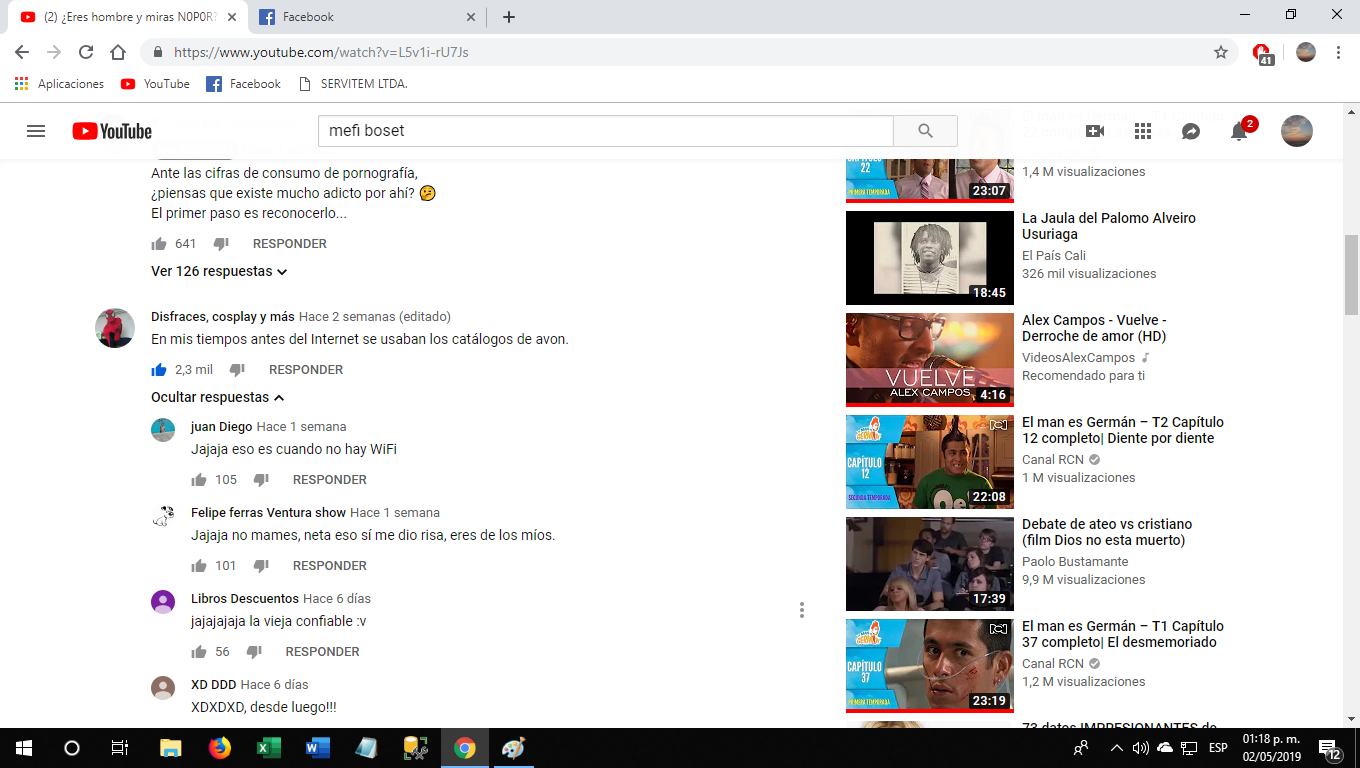 (2) ¿Eres hombre y miras N0P0R?
Facebook
https://www.youtube.com/watch?v=L5v1i-rU7Js
41
Aplicaciones
YouTube
Facebook
SERVITEM LTDA.
YouTube
mefi boset
2
Ante las cifras de consumo de pornografía,
¿piensas que existe mucho adicto por ahí? 🤔
El primer paso es reconocerlo...
641 RESPONDER
Ver 126 respuestas
Disfraces, cosplay y más Hace 2 semanas (editado)
En mis tiempos antes del Internet se usaban los catálogos de avon.
2,3 mil RESPONDER
Ocultar respuestas
juan Diego Hace 1 semana
Jajaja eso es cuando no hay WiFi
105 RESPONDER
Felipe ferras Ventura show Hace 1 semana
Jajaja no mames, neta eso sí me dio risa, eres de los míos.
101 RESPONDER
Libros Descuentos Hace 6 días
jajajajaja la vieja confiable :v
56 RESPONDER
XD DDD Hace 6 días
XDXDXD, desde luego!!!
22
PRIMERA TEMPORADA
23:07
1,4 M visualizaciones
18:45
La Jaula del Palomo Alveiro
Usuriaga
El País Cali
326 mil visualizaciones
VUELVE
ALEX CAMPOS
4:16
Alex Campos - Vuelve -
Derroche de amor (HD)
VideosAlexCampos
Recomendado para ti
CAPÍTULO
12
SEGUNDA TEMPORADA
22:08
El man es Germán – T2 Capítulo
12 completo| Diente por diente
Canal RCN
1 M visualizaciones
17:39
Debate de ateo vs cristiano
(film Dios no esta muerto)
Paolo Bustamante
9,9 M visualizaciones
CAPÍTULO
37
PRIMERA TEMPORADA
23:19
El man es Germán – T1 Capítulo
37 completo| El desmemoriado
Canal RCN
1,2 M visualizaciones
73 datos IMPRESIONANTES de
ESP
01:18 p. m.
02/05/2019
12